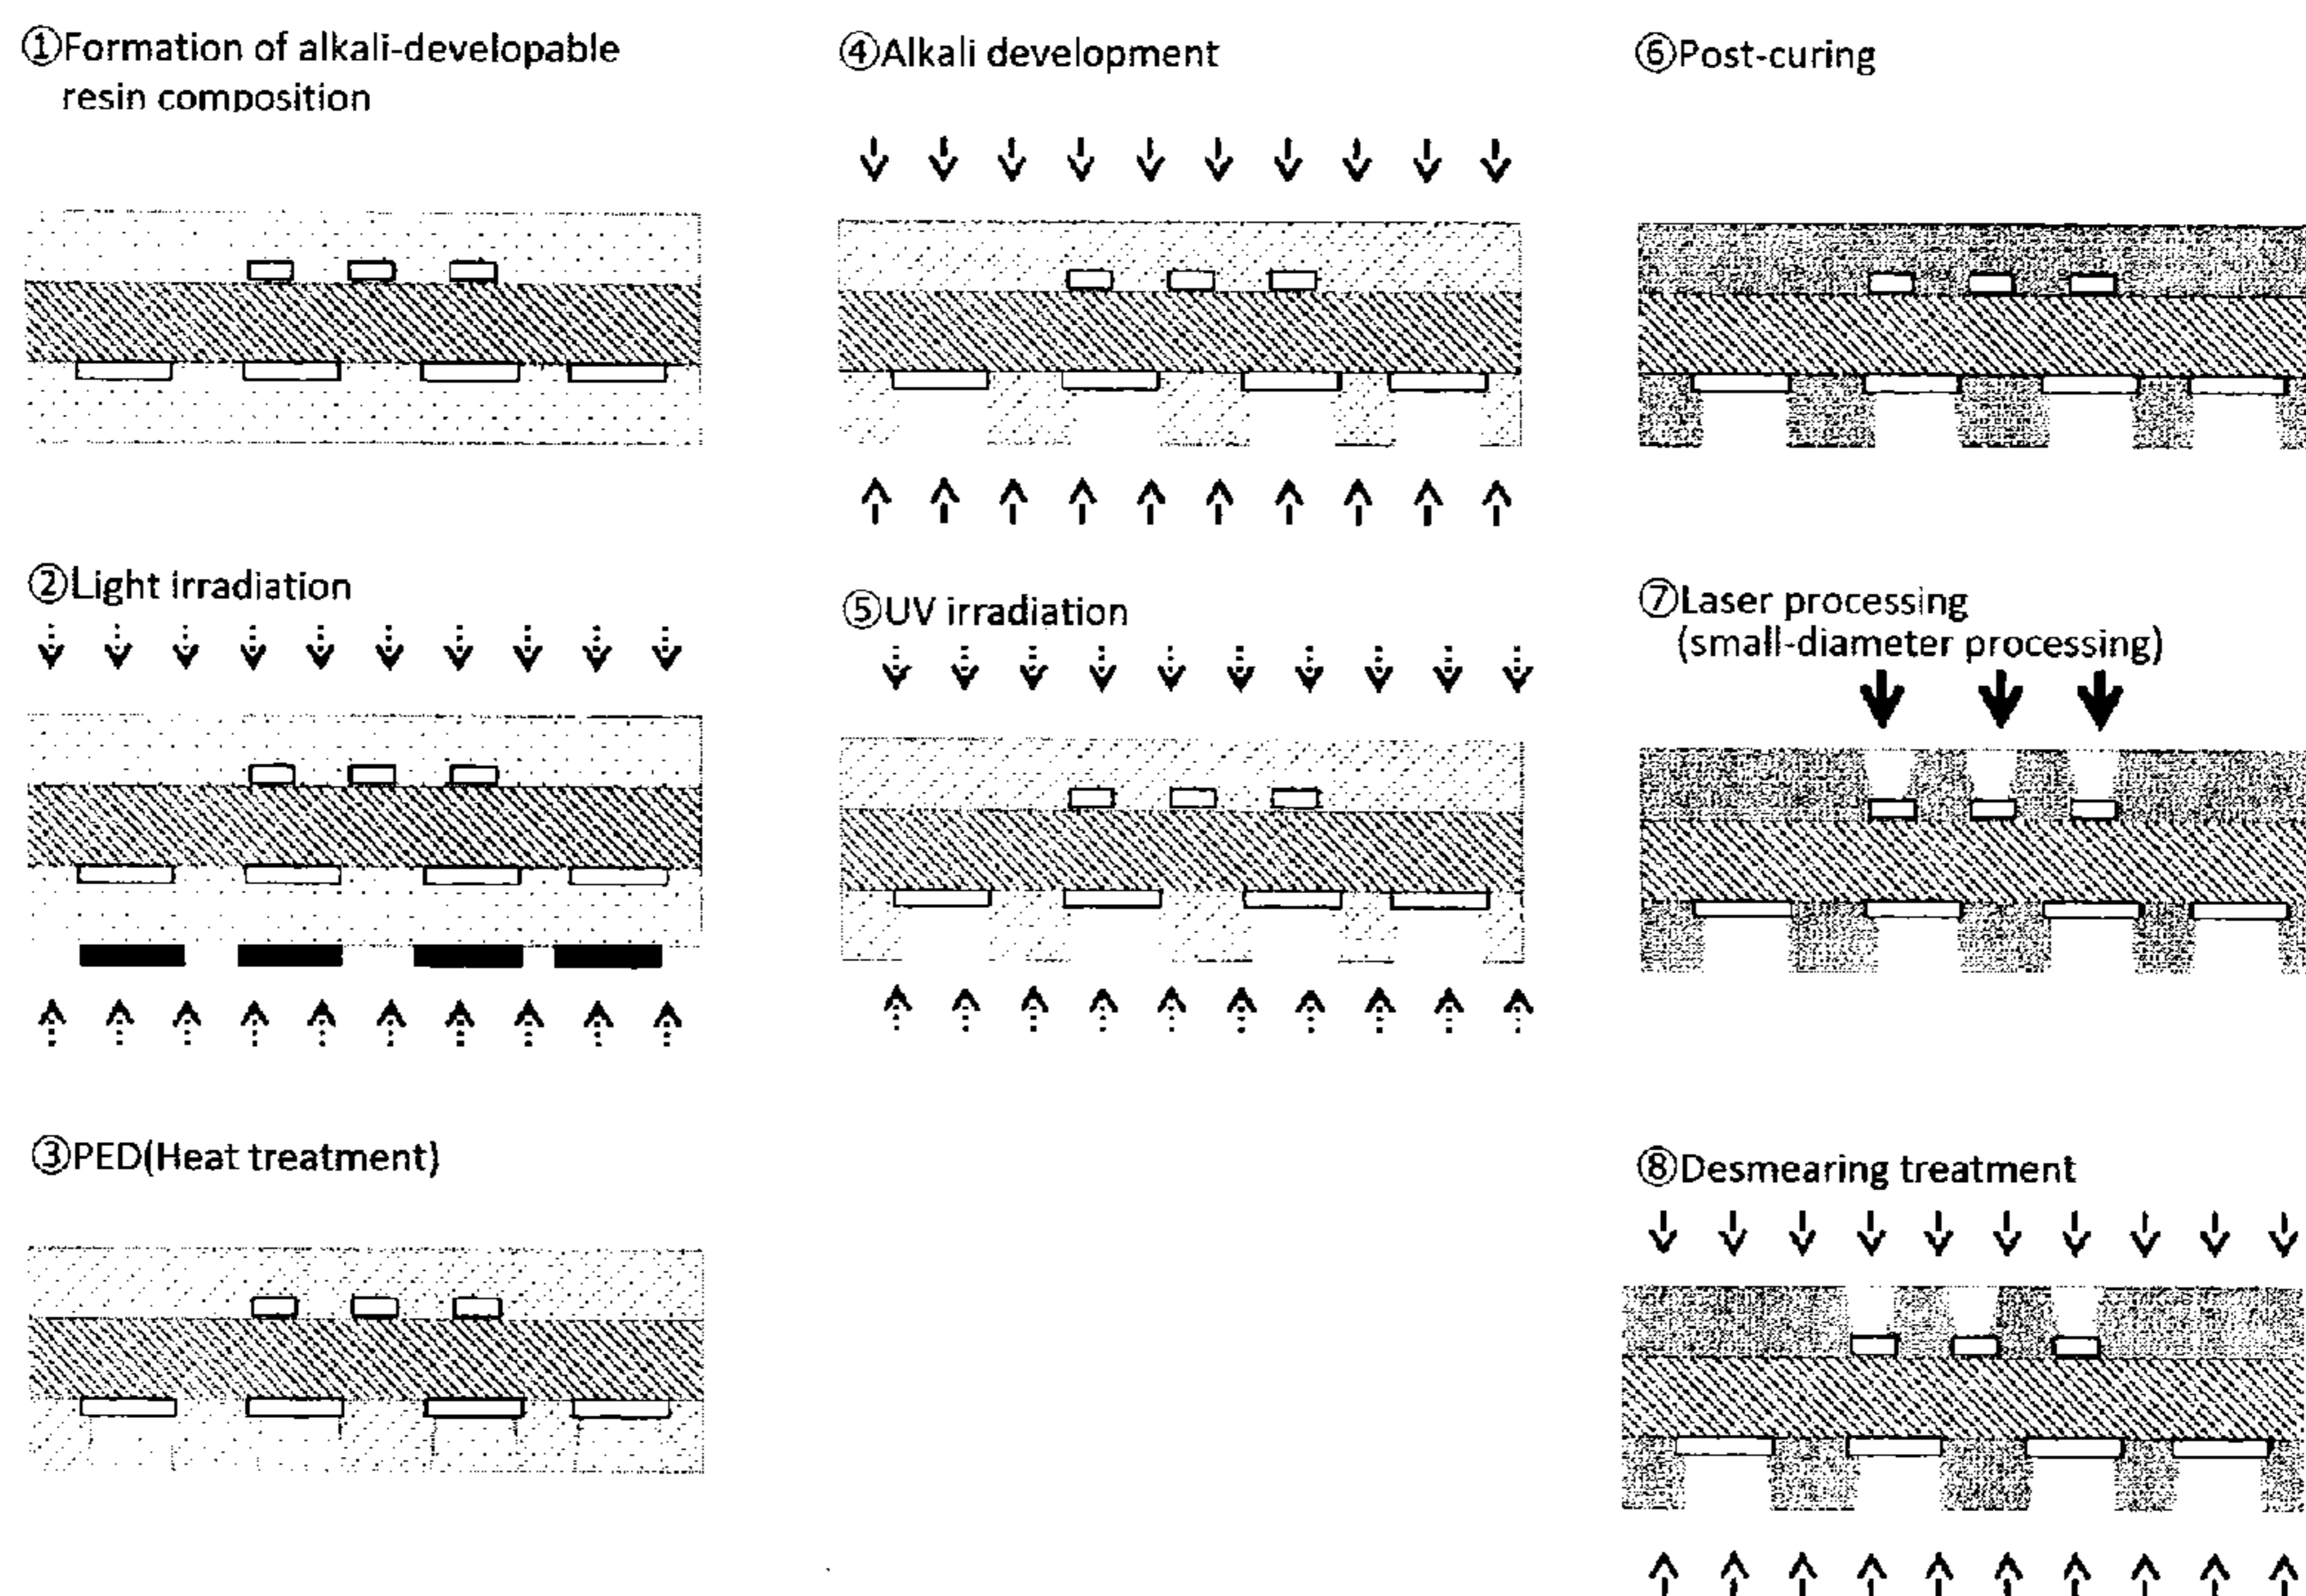 ①Formation of alkali-developable
resin composition
②Light irradiation
③PED(Heat treatment)
④Alkali development
⑤UV irradiation
⑥Post-curing
⑦Laser processing
(small-diameter processing)
⑧Desmearing treatment